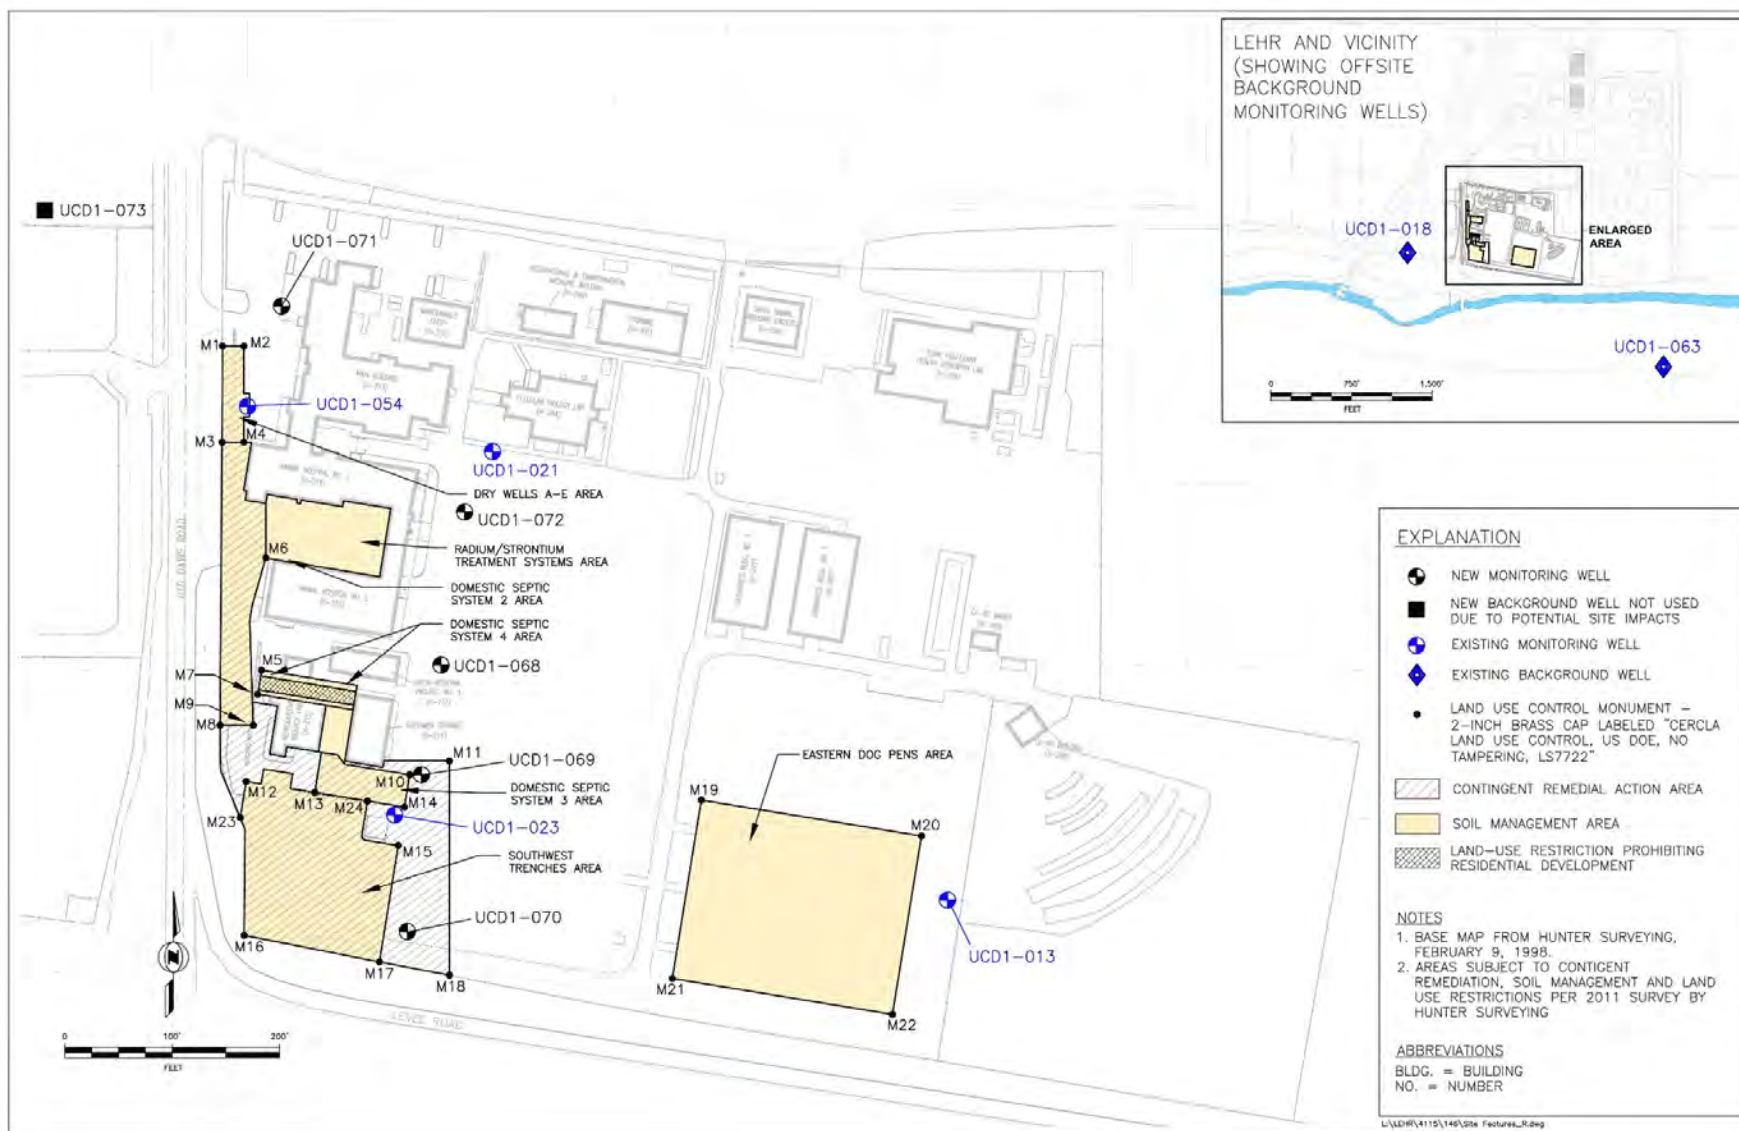 LEHR AND VICINITY
(SHOWING OFFSITE
BACKGROUND
MONITORING WELLS)
UCD1-018
ENLARGED
AREA
UCD1-063
0 750' 1,500'
FEET
UCD1-073
UCD1-071
M1
M2
UCD1-054
M3
M4
UCD1-021
DRY WELLS A-E AREA
UCD1-072
RADIUM/STRONTIUM
TREATMENT SYSTEMS AREA
M6
DOMESTIC SEPTIC
SYSTEM 2 AREA
DOMESTIC SEPTIC
SYSTEM 4 AREA
M5
UCD1-068
M7
M9
M8
M11
M10
UCD1-069
M12
M13
M24
M14
DOMESTIC SEPTIC
SYSTEM 3 AREA
M23
UCD1-023
M15
SOUTHWEST
TRENCHES AREA
UCD1-070
M16
M17
M18
EASTERN DOG PENS AREA
M19
M20
UCD1-013
M21
M22
LEVEE ROAD
N
0 100' 200'
FEET
EXPLANATION
NEW MONITORING WELL
NEW BACKGROUND WELL NOT USED
DUE TO POTENTIAL SITE IMPACTS
EXISTING MONITORING WELL
EXISTING BACKGROUND WELL
LAND USE CONTROL MONUMENT -
2-INCH BRASS CAP LABELED "CERCLA
LAND USE CONTROL, US DOE, NO
TAMPERING, LS7722"
CONTINGENT REMEDIAL ACTION AREA
SOIL MANAGEMENT AREA
LAND-USE RESTRICTION PROHIBITING
RESIDENTIAL DEVELOPMENT
NOTES
1. BASE MAP FROM HUNTER SURVEYING,
FEBRUARY 9, 1998.
2. AREAS SUBJECT TO CONTIGENT
REMEDIATION, SOIL MANAGEMENT AND LAND
USE RESTRICTIONS PER 2011 SURVEY BY
HUNTER SURVEYING
ABBREVIATIONS
BLDG. = BUILDING
NO. = NUMBER
L:\LEHR\4115\146\Site Features_R.dwg